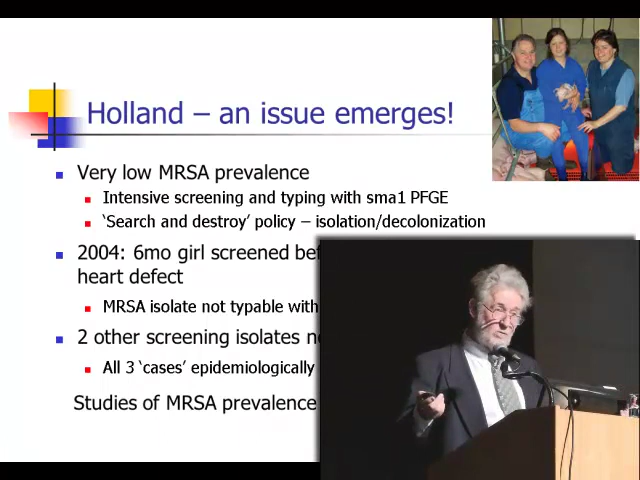 Holland – an issue emerges!
Very low MRSA prevalence
Intensive screening and typing with sma1 PFGE
‘Search and destroy’ policy – isolation/decolonization
2004: 6mo girl screened
heart defect
MRSA isolate not typable with
2 other screening isolates
All 3 ‘cases’ epidemiologically
Studies of MRSA prevalence